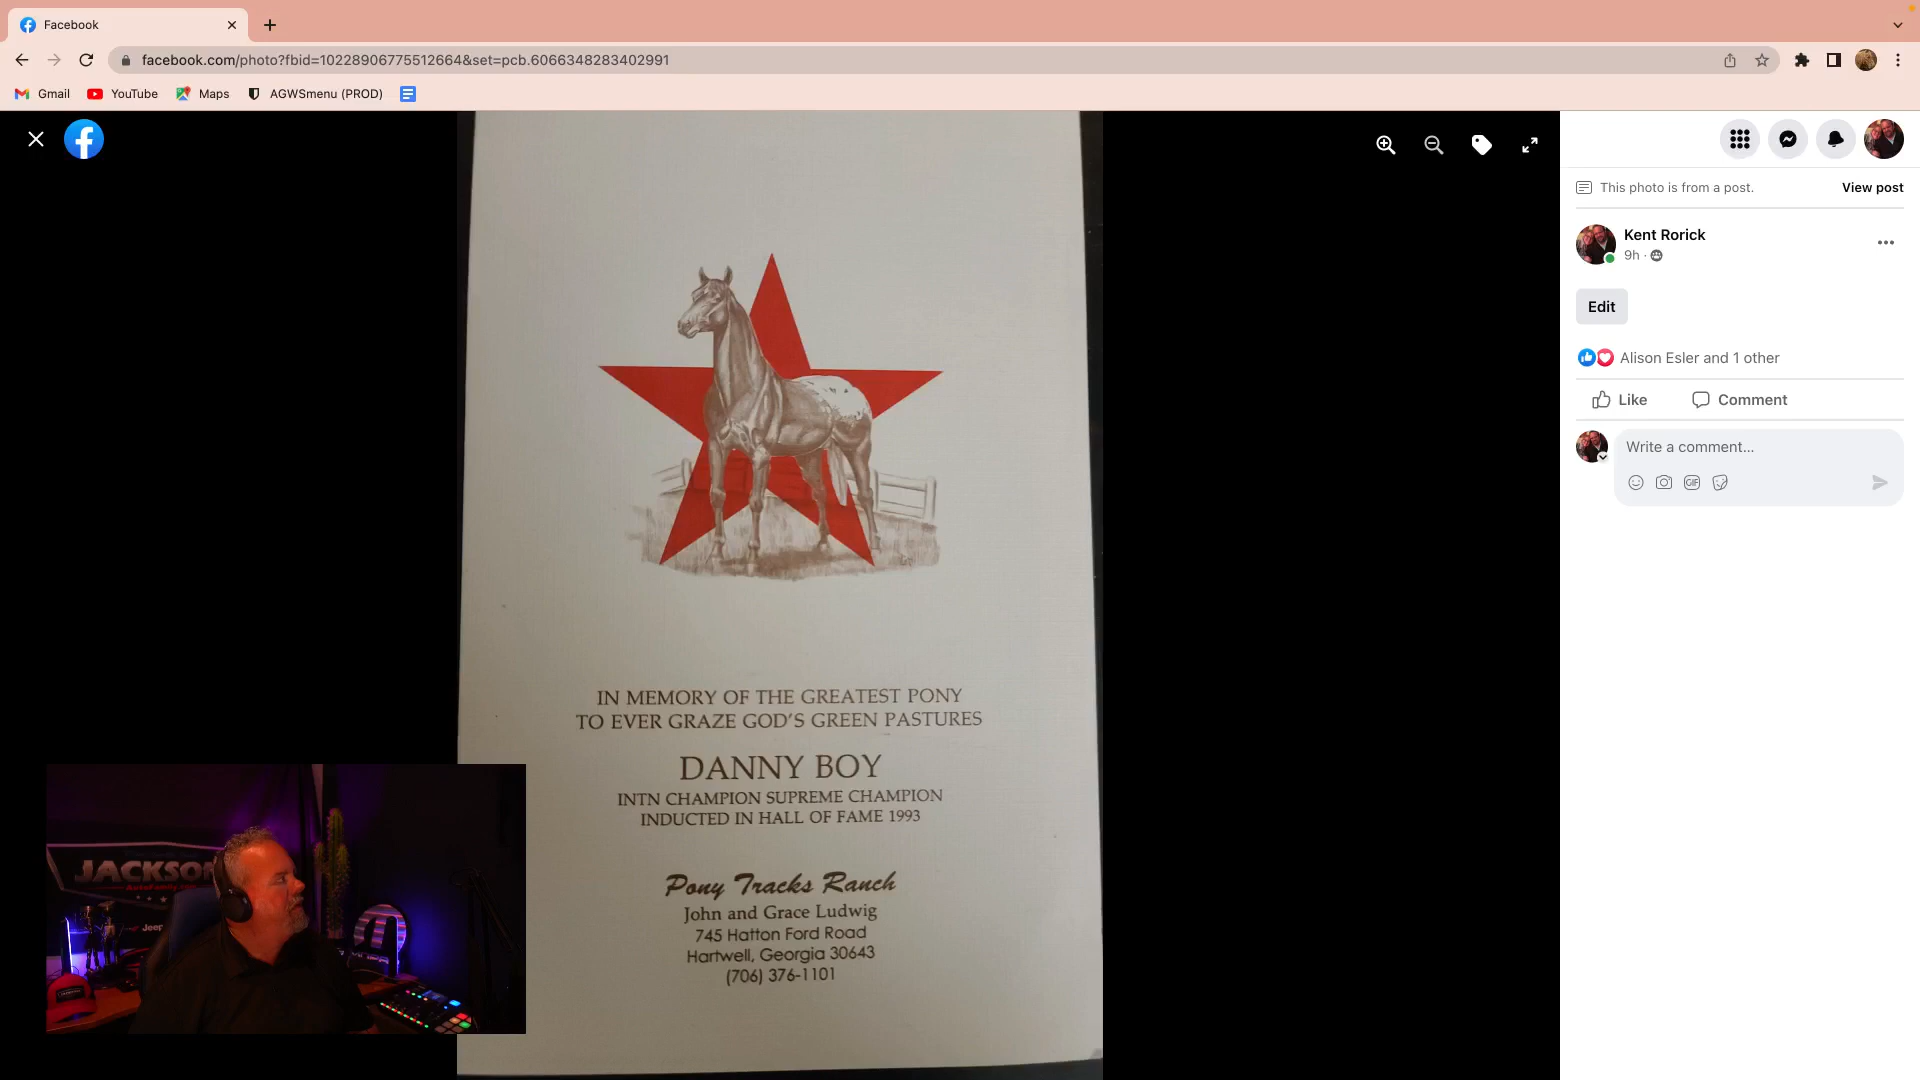 Facebook
facebook.com/photo?fbid=10228906775512664&set=pcb.6066348283402991
Gmail
YouTube
Maps
AGWSmenu (PROD)
This photo is from a post.
View post
Kent Rorick
9h ·
Edit
Alison Esler and 1 other
Like
Comment
Write a comment...
GIF
IN MEMORY OF THE GREATEST PONY
TO EVER GRAZE GOD'S GREEN PASTURES
DANNY BOY
INTN CHAMPION SUPREME CHAMPION
INDUCTED IN HALL OF FAME 1993
Pony Tracks Ranch
John and Grace Ludwig
745 Hatton Ford Road
Hartwell, Georgia 30643
(706) 376-1101
JACKSON
Jeep